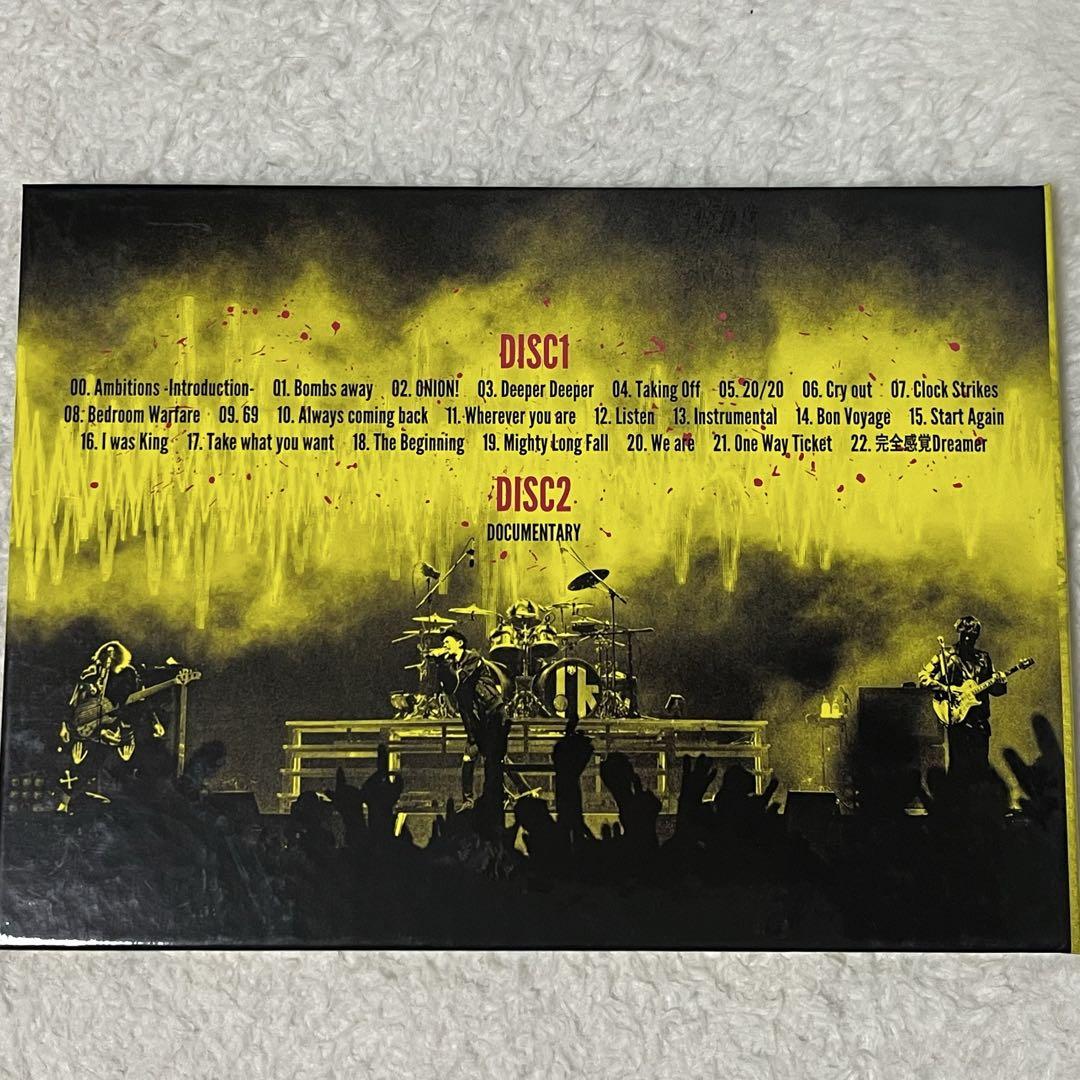 DISC1
00. Ambitions -Introduction- 01. Bombs away 02. ONION! 03. Deeper Deeper 04. Taking Off 05. 20/20 06. Cry out 07. Clock Strikes
08. Bedroom Warfare 09. 69 10. Always coming back 11. Wherever you are 12. Listen 13. Instrumental 14. Bon Voyage 15. Start Again
16. I was King 17. Take what you want 18. The Beginning 19. Mighty Long Fall 20. We are 21. One Way Ticket 22. 完全感覚Dreamer
DISC2
DOCUMENTARY